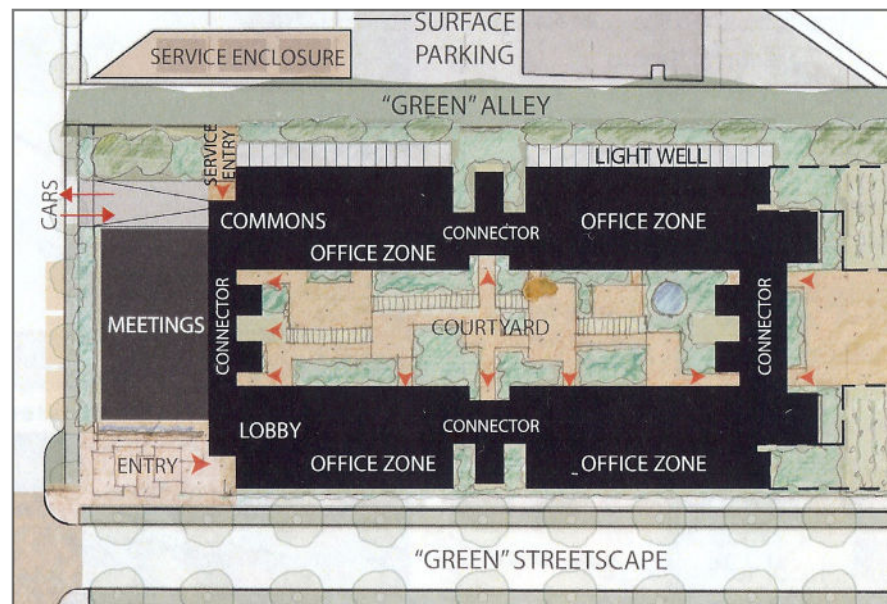 SURFACE
PARKING
SERVICE ENCLOSURE
"GREEN" ALLEY
SERVICE
ENTRY
LIGHT WELL
CARS
COMMONS
OFFICE ZONE
CONNECTOR
OFFICE ZONE
MEETINGS
CONNECTOR
COURTYARD
CONNECTOR
LOBBY
CONNECTOR
ENTRY
OFFICE ZONE
OFFICE ZONE
"GREEN" STREETSCAPE